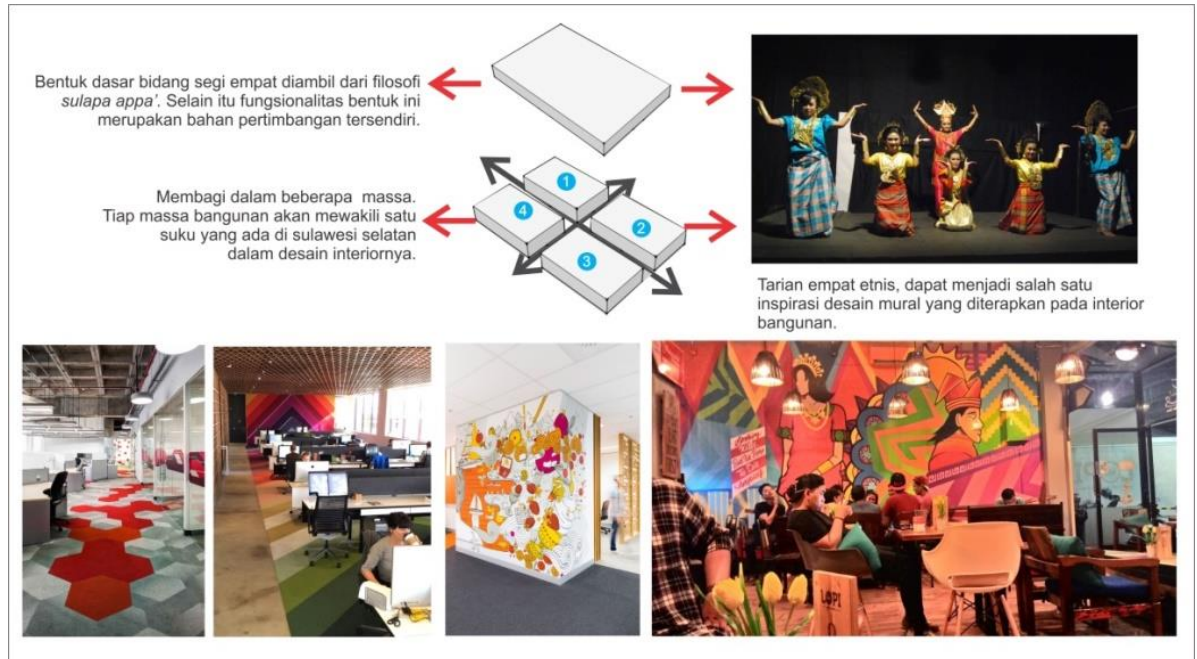 Bentuk dasar bidang segi empat diambil dari filosofi
sulapa appa'. Selain itu fungsionalitas bentuk ini
merupakan bahan pertimbangan tersendiri.
Membagi dalam beberapa massa.
Tiap massa bangunan akan mewakili satu
suku yang ada di sulawesi selatan
dalam desain interiornya.
1
4
2
3
Tarian empat etnis, dapat menjadi salah satu
inspirasi desain mural yang diterapkan pada interior
bangunan.
LOPI